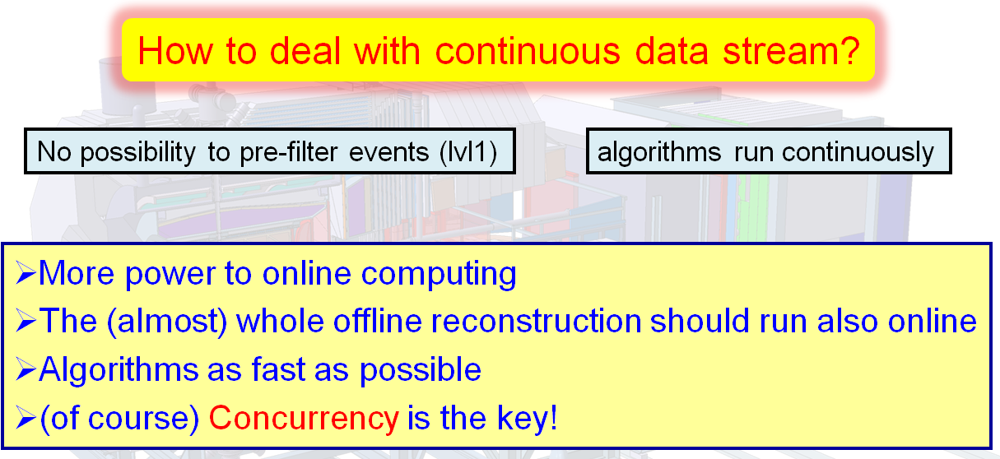 How to deal with continuous data stream?
No possibility to pre-filter events (lvl1)
algorithms run continuously
➢More power to online computing
➢The (almost) whole offline reconstruction should run also online
➢Algorithms as fast as possible
➢(of course) Concurrency is the key!